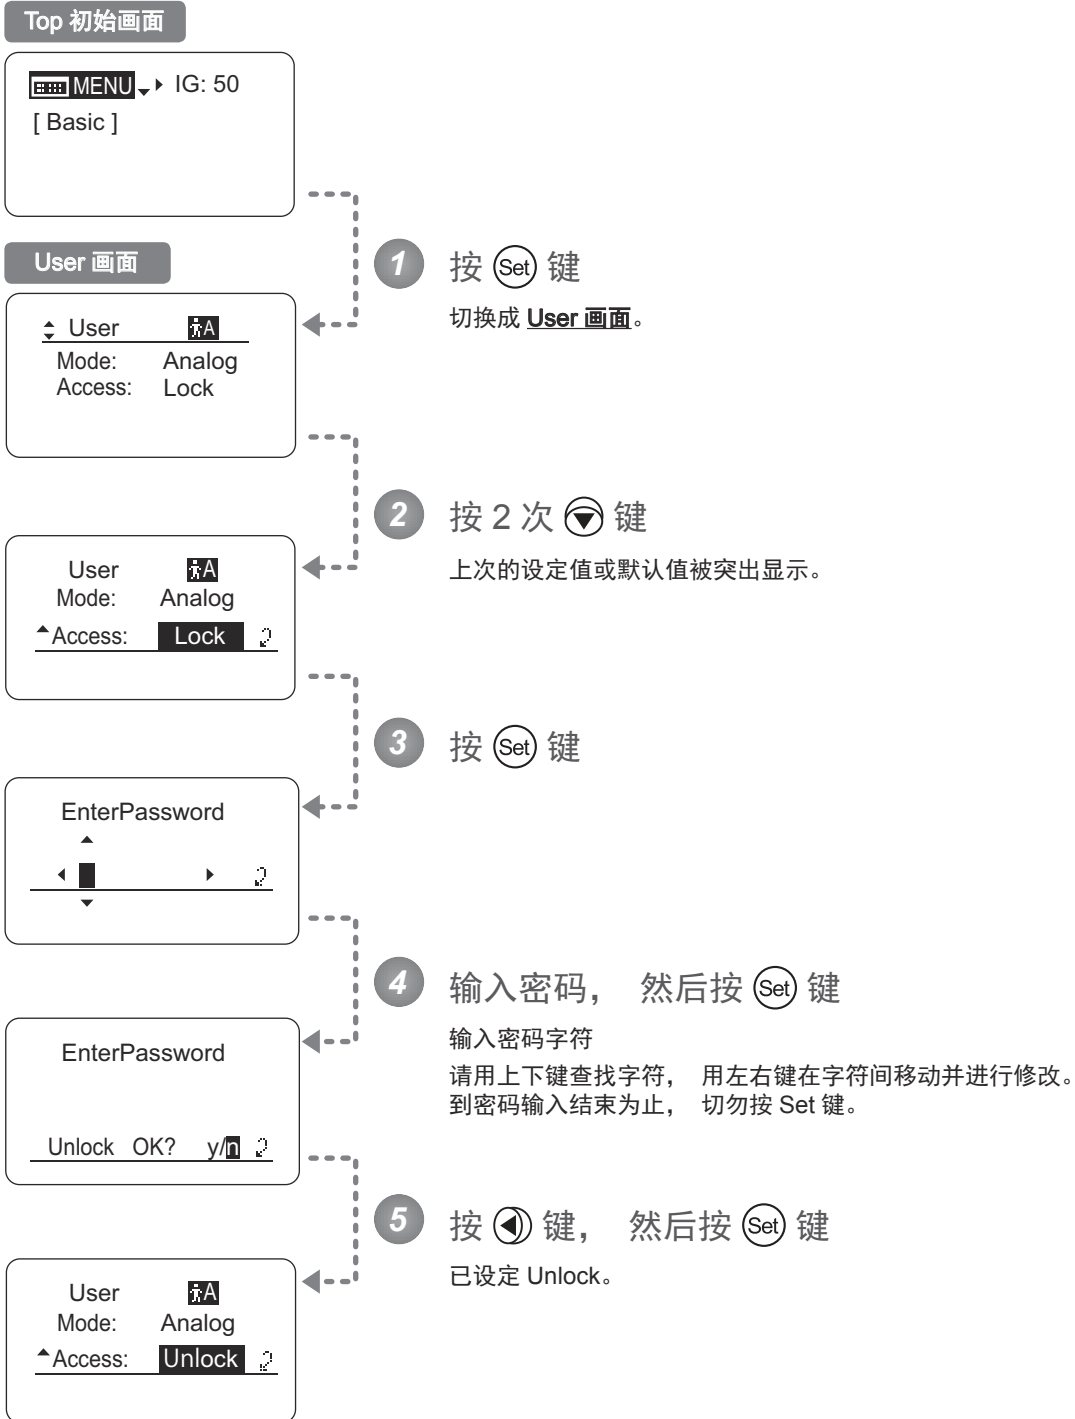 Top 初始画面
MENU IG: 50
[ Basic ]
User 画面
1 按 Set 键
切换成 User 画面。
User A
Mode: Analog
Access: Lock
2 按 2 次 键
上次的设定值或默认值被突出显示。
User A
Mode: Analog
Access: Lock
3 按 Set 键
EnterPassword
4 输入密码， 然后按 Set 键
输入密码字符
请用上下键查找字符， 用左右键在字符间移动并进行修改。
到密码输入结束为止， 切勿按 Set 键。
EnterPassword
Unlock OK? y/n
5 按 键， 然后按 Set 键
已设定 Unlock。
User A
Mode: Analog
Access: Unlock